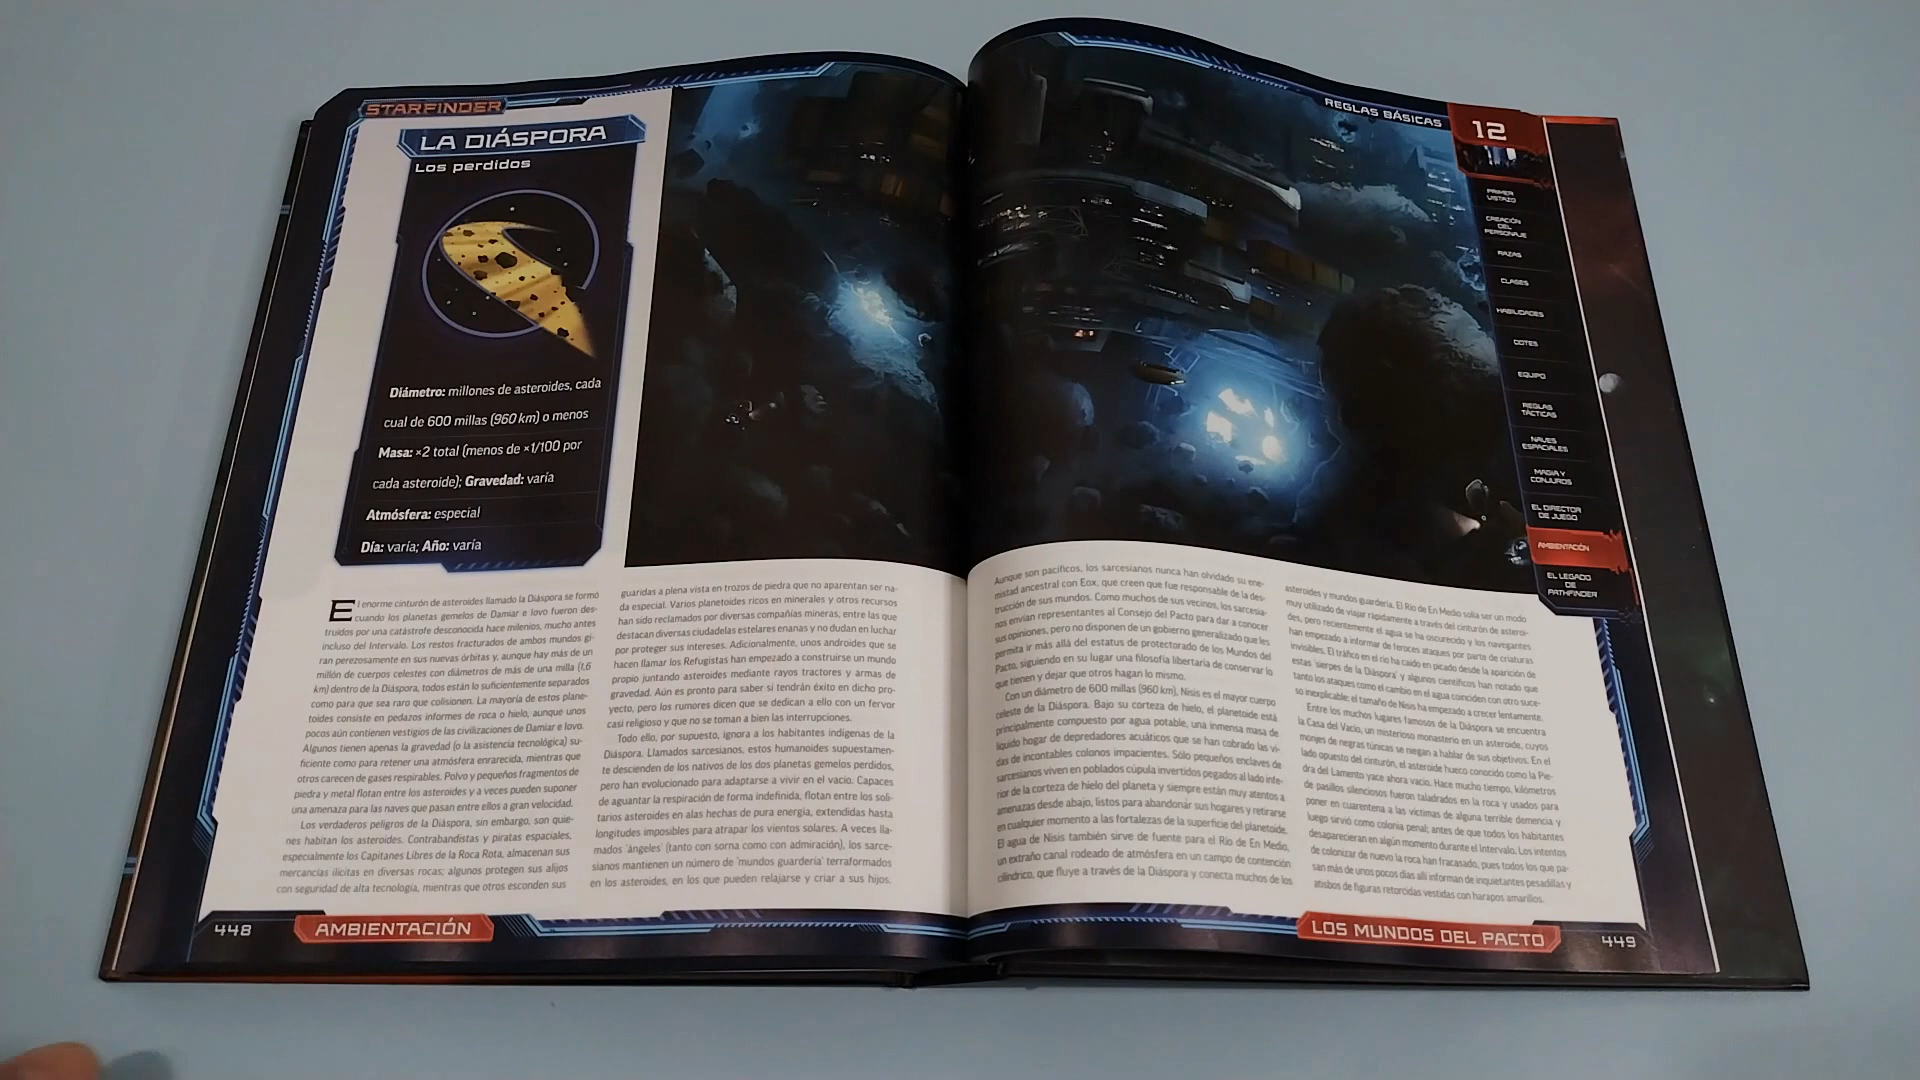 STARFINDER
LA DIÁSPORA
Los perdidos
Diámetro: millones de asteroides, cada
cual de 600 millas (960 km) o menos
Masa: ×2 total (menos de ×1/100 por
cada asteroide); Gravedad: varía
Atmósfera: especial
Día: varía; Año: varía
El enorme cinturón de asteroides llamado la Diáspora se formó
cuando los planetas gemelos de Damiar e Iovo fueron des-
truidos por una catástrofe desconocida hace milenios, mucho antes
incluso del Intervalo. Los restos fracturados de ambos mundos gi-
ran perezosamente en sus nuevas órbitas y, aunque hay más de un
millón de cuerpos celestes con diámetros de más de una milla (1,6
km) dentro de la Diáspora, todos están lo suficientemente separados
como para que sea raro que colisionen. La mayoría de estos plane-
toides consiste en pedazos informes de roca o hielo, aunque unos
pocos aún contienen vestigios de las civilizaciones de Damiar e Iovo.
Algunos tienen apenas la gravedad (o la asistencia tecnológica) su-
ficiente como para retener una atmósfera enrarecida, mientras que
otros carecen de gases respirables. Polvo y pequeños fragmentos de
piedra y metal flotan entre los asteroides y a veces pueden suponer
una amenaza para las naves que pasan entre ellos a gran velocidad.
Los verdaderos peligros de la Diáspora, sin embargo, son quie-
nes habitan los asteroides. Contrabandistas y piratas espaciales,
especialmente los Capitanes Libres de la Roca Rota, almacenan sus
mercancías ilícitas en diversas rocas; algunos protegen sus alijos
con seguridad de alta tecnología, mientras que otros esconden sus
guaridas a plena vista en trozos de piedra que no aparentan ser na-
da especial. Varios planetoides ricos en minerales y otros recursos
han sido reclamados por diversas compañías mineras, entre las que
destacan diversas ciudadelas estelares enanas y no dudan en luchar
por proteger sus intereses. Adicionalmente, unos androides que se
hacen llamar los Refugistas han empezado a construirse un mundo
propio juntando asteroides mediante rayos tractores y armas de
gravedad. Aún es pronto para saber si tendrán éxito en dicho pro-
yecto, pero los rumores dicen que se dedican a ello con un fervor
casi religioso y que no se toman a bien las interrupciones.
Todo ello, por supuesto, ignora a los habitantes indígenas de la
Diáspora. Llamados sarcesianos, estos humanoides supuestamen-
te descienden de los nativos de los dos planetas gemelos perdidos,
pero han evolucionado para adaptarse a vivir en el vacío. Capaces
de aguantar la respiración de forma indefinida, flotan entre los soli-
tarios asteroides en alas hechas de pura energía, extendidas hasta
longitudes imposibles para atrapar los vientos solares. A veces lla-
mados 'ángeles' (tanto con sorna como con admiración), los sarce-
sianos mantienen un número de 'mundos guardería' terraformados
en los asteroides, en los que pueden relajarse y criar a sus hijos.
448
AMBIENTACIÓN
REGLAS BÁSICAS
12
Aunque son pacíficos, los sarcesianos nunca han olvidado su ene-
mistad ancestral con Eox, que creen que fue responsable de la des-
trucción de sus mundos. Como muchos de sus vecinos, los sarcesia-
nos envían representantes al Consejo del Pacto para dar a conocer
sus opiniones, pero no disponen de un gobierno generalizado que les
permita ir más allá del estatus de protectorado de los Mundos del
Pacto, siguiendo en su lugar una filosofía libertaria de conservar lo
que tienen y dejar que otros hagan lo mismo.
Con un diámetro de 600 millas (960 km), Nisis es el mayor cuerpo
celeste de la Diáspora. Bajo su corteza de hielo, el planetoide está
principalmente compuesto por agua potable, una inmensa masa de
líquido hogar de depredadores acuáticos que se han cobrado las vi-
das de incontables colonos impacientes. Sólo pequeños enclaves de
sarcesianos viven en poblados cúpula invertidos pegados al lado infe-
rior de la corteza de hielo del planeta y siempre están muy atentos a
amenazas desde abajo, listos para abandonar sus hogares y retirarse
en cualquier momento a las fortalezas de la superficie del planetoide.
El agua de Nisis también sirve de fuente para el Río de En Medio,
un extraño canal rodeado de atmósfera en un campo de contención
cilíndrico, que fluye a través de la Diáspora y conecta muchos de los
asteroides y mundos guardería. El Río de En Medio solía ser un modo
muy utilizado de viajar rápidamente a través del cinturón de asteroi-
des, pero recientemente el agua se ha oscurecido y los navegantes
han empezado a informar de feroces ataques por parte de criaturas
invisibles. El tráfico en el río ha caído en picado desde la aparición de
estas 'sierpes de la Diáspora' y algunos científicos han notado que
tanto los ataques como el cambio en el agua coinciden con otro suce-
so inexplicable: el tamaño de Nisis ha empezado a crecer lentamente.
Entre los muchos lugares famosos de la Diáspora se encuentra
la Casa del Vacío, un misterioso monasterio en un asteroide, cuyos
monjes de negras túnicas se niegan a hablar de sus objetivos. En el
lado opuesto del cinturón, el asteroide hueco conocido como la Pie-
dra del Lamento yace ahora vacío. Hace mucho tiempo, kilómetros
de pasillos silenciosos fueron taladrados en la roca y usados para
poner en cuarentena a las víctimas de alguna terrible demencia y
luego sirvió como colonia penal; antes de que todos los habitantes
desaparecieran en algún momento durante el Intervalo. Los intentos
de colonizar de nuevo la roca han fracasado, pues todos los que pa-
san más de unos pocos días allí informan de inquietantes pesadillas y
atisbos de figuras retorcidas vestidas con harapos amarillos.
PRIMER
VISTAZO
CREACIÓN
DEL
PERSONAJE
RAZAS
CLASES
HABILIDADES
DOTES
EQUIPO
REGLAS
TÁCTICAS
NAVES
ESPACIALES
MAGIA Y
CONJUROS
EL DIRECTOR
DE JUEGO
AMBIENTACIÓN
EL LEGADO
DE
PATHFINDER
LOS MUNDOS DEL PACTO
449